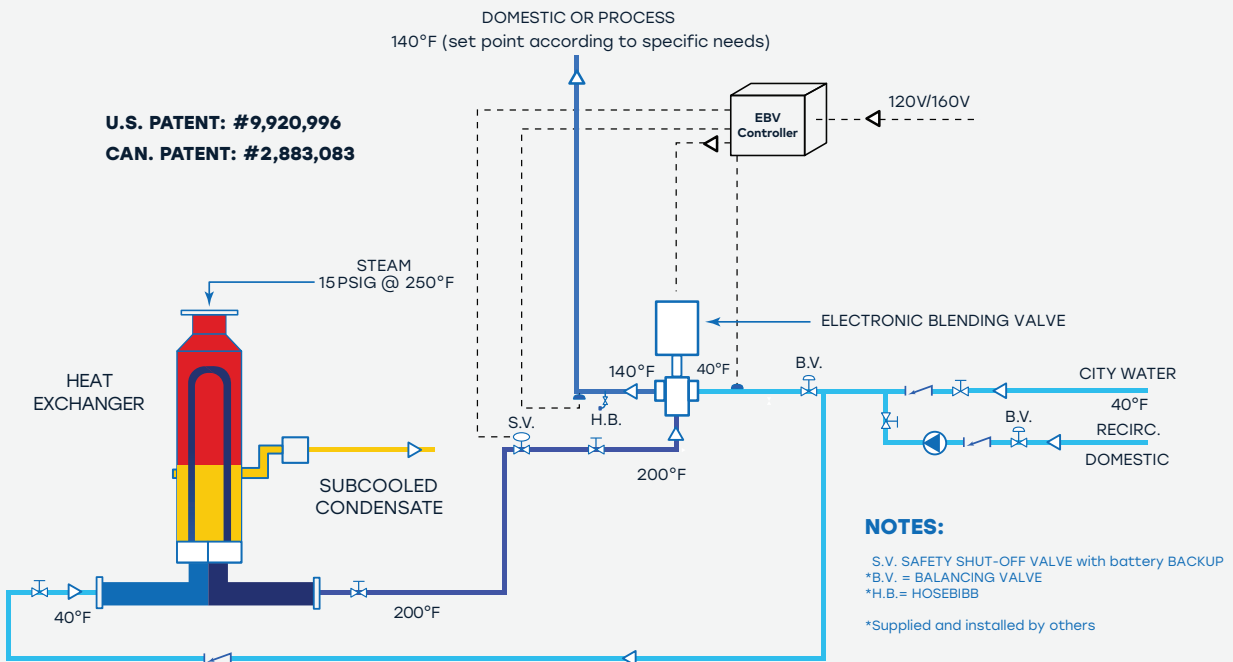 DOMESTIC OR PROCESS
140°F (set point according to specific needs)
U.S. PATENT: #9,920,996
CAN. PATENT: #2,883,083
EBV
Controller
120V/160V
STEAM
15 PSIG @ 250°F
ELECTRONIC BLENDING VALVE
HEAT
EXCHANGER
140°F
40°F
B.V.
CITY WATER
40°F
S.V.
H.B.
B.V.
RECIRC.
DOMESTIC
200°F
SUBCOOLED
CONDENSATE
NOTES:
S.V. SAFETY SHUT-OFF VALVE with battery BACKUP
*B.V. = BALANCING VALVE
*H.B.= HOSEBIBB
*Supplied and installed by others
40°F
200°F